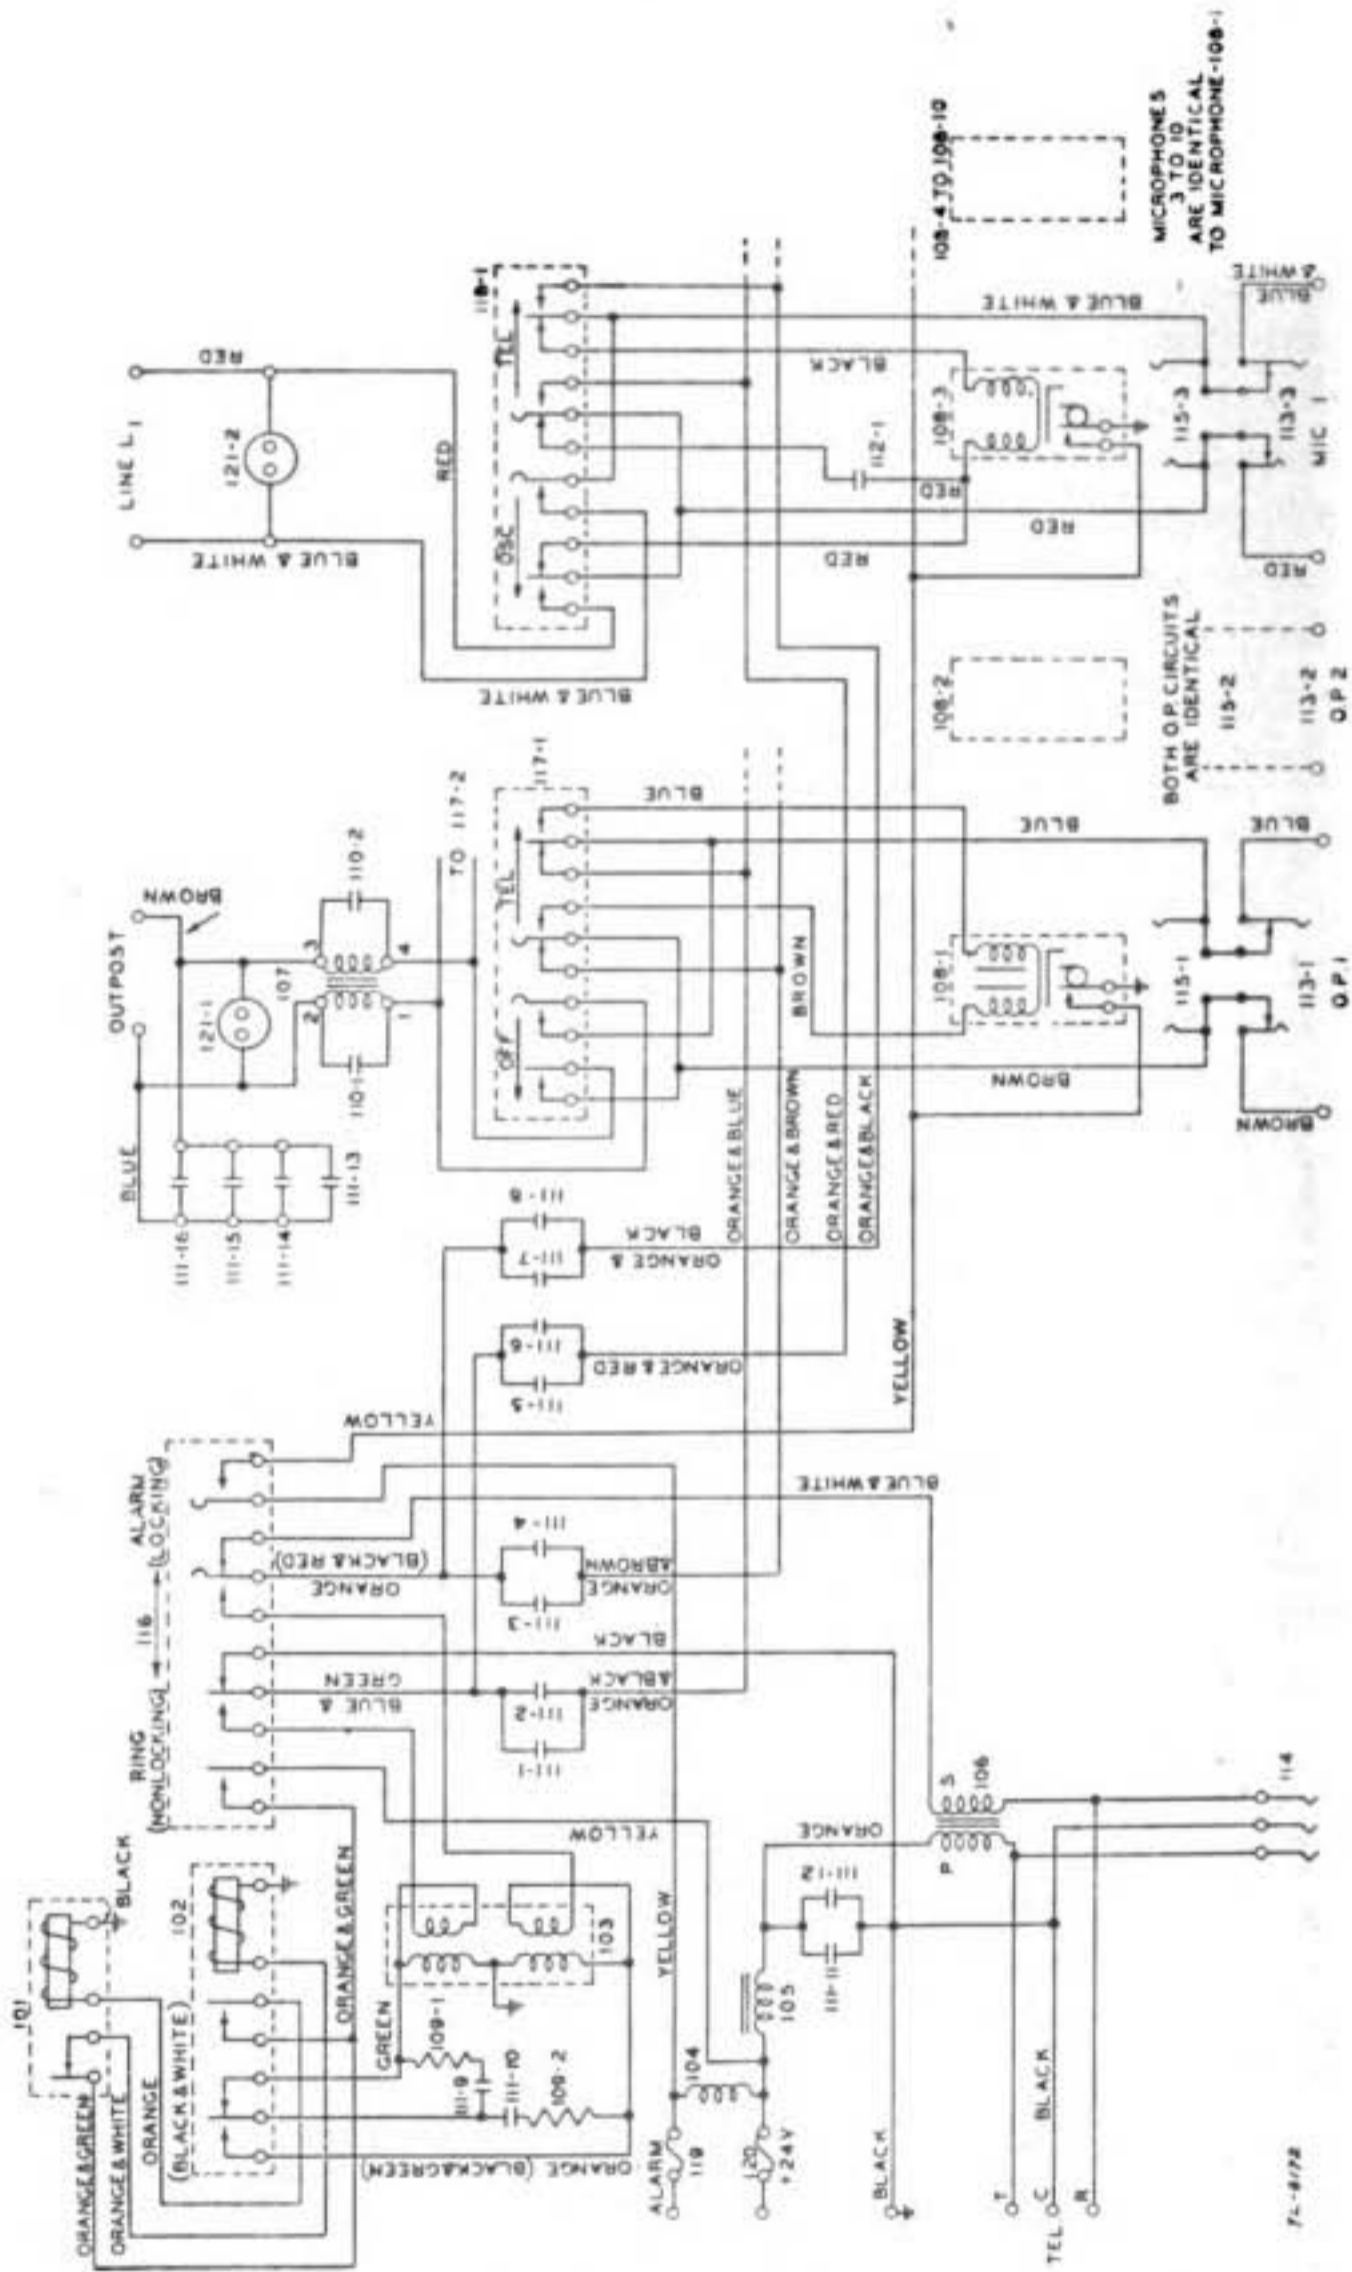 101
BLACK
ORANGE&GREEN
ORANGE&WHITE
ORANGE
(BLACK&WHITE)
102
ORANGE&GREEN
GREEN
109-1
111-9
111-10
109-2
103
ORANGE (BLACK&GREEN)
RING
(NONLOCKING)
116
ALARM
(LOCKING)
YELLOW
BLUE &
GREEN
BLACK
ORANGE
(BLACK&RED)
111-1
111-2
ORANGE
&BLACK
111-3
111-4
ORANGE
&BROWN
111-5
111-6
ORANGE&RED
111-7
111-8
ORANGE &
BLACK
YELLOW
YELLOW
YELLOW
BLUE&WHITE
ALARM
119
104
120
+24V
105
111-11
111-12
ORANGE
BLACK
P
S
106
TEL
T
C
R
BLACK
114
OUTPOST
BLUE
BROWN
111-16
111-15
111-14
111-13
121-1
107
2
3
1
4
110-1
110-2
TO 117-2
117-1
OFF
TEL
BLUE
BROWN
ORANGE&BLUE
ORANGE&BROWN
ORANGE&RED
ORANGE&BLACK
108-1
BROWN
BLUE
115-1
113-1
BROWN
BLUE
O.P.1
108-2
BOTH O.P. CIRCUITS
ARE IDENTICAL
115-2
113-2
O.P.2
LINE L1
121-2
RED
BLUE & WHITE
RED
BLUE & WHITE
118-1
OSC
TEL
112-1
RED
RED
RED
BLACK
BLUE & WHITE
108-3
115-3
113-3
RED
BLUE
& WHITE
MIC 1
108-4 TO 108-10
MICROPHONES
3 TO 10
ARE IDENTICAL
TO MICROPHONE-108-1